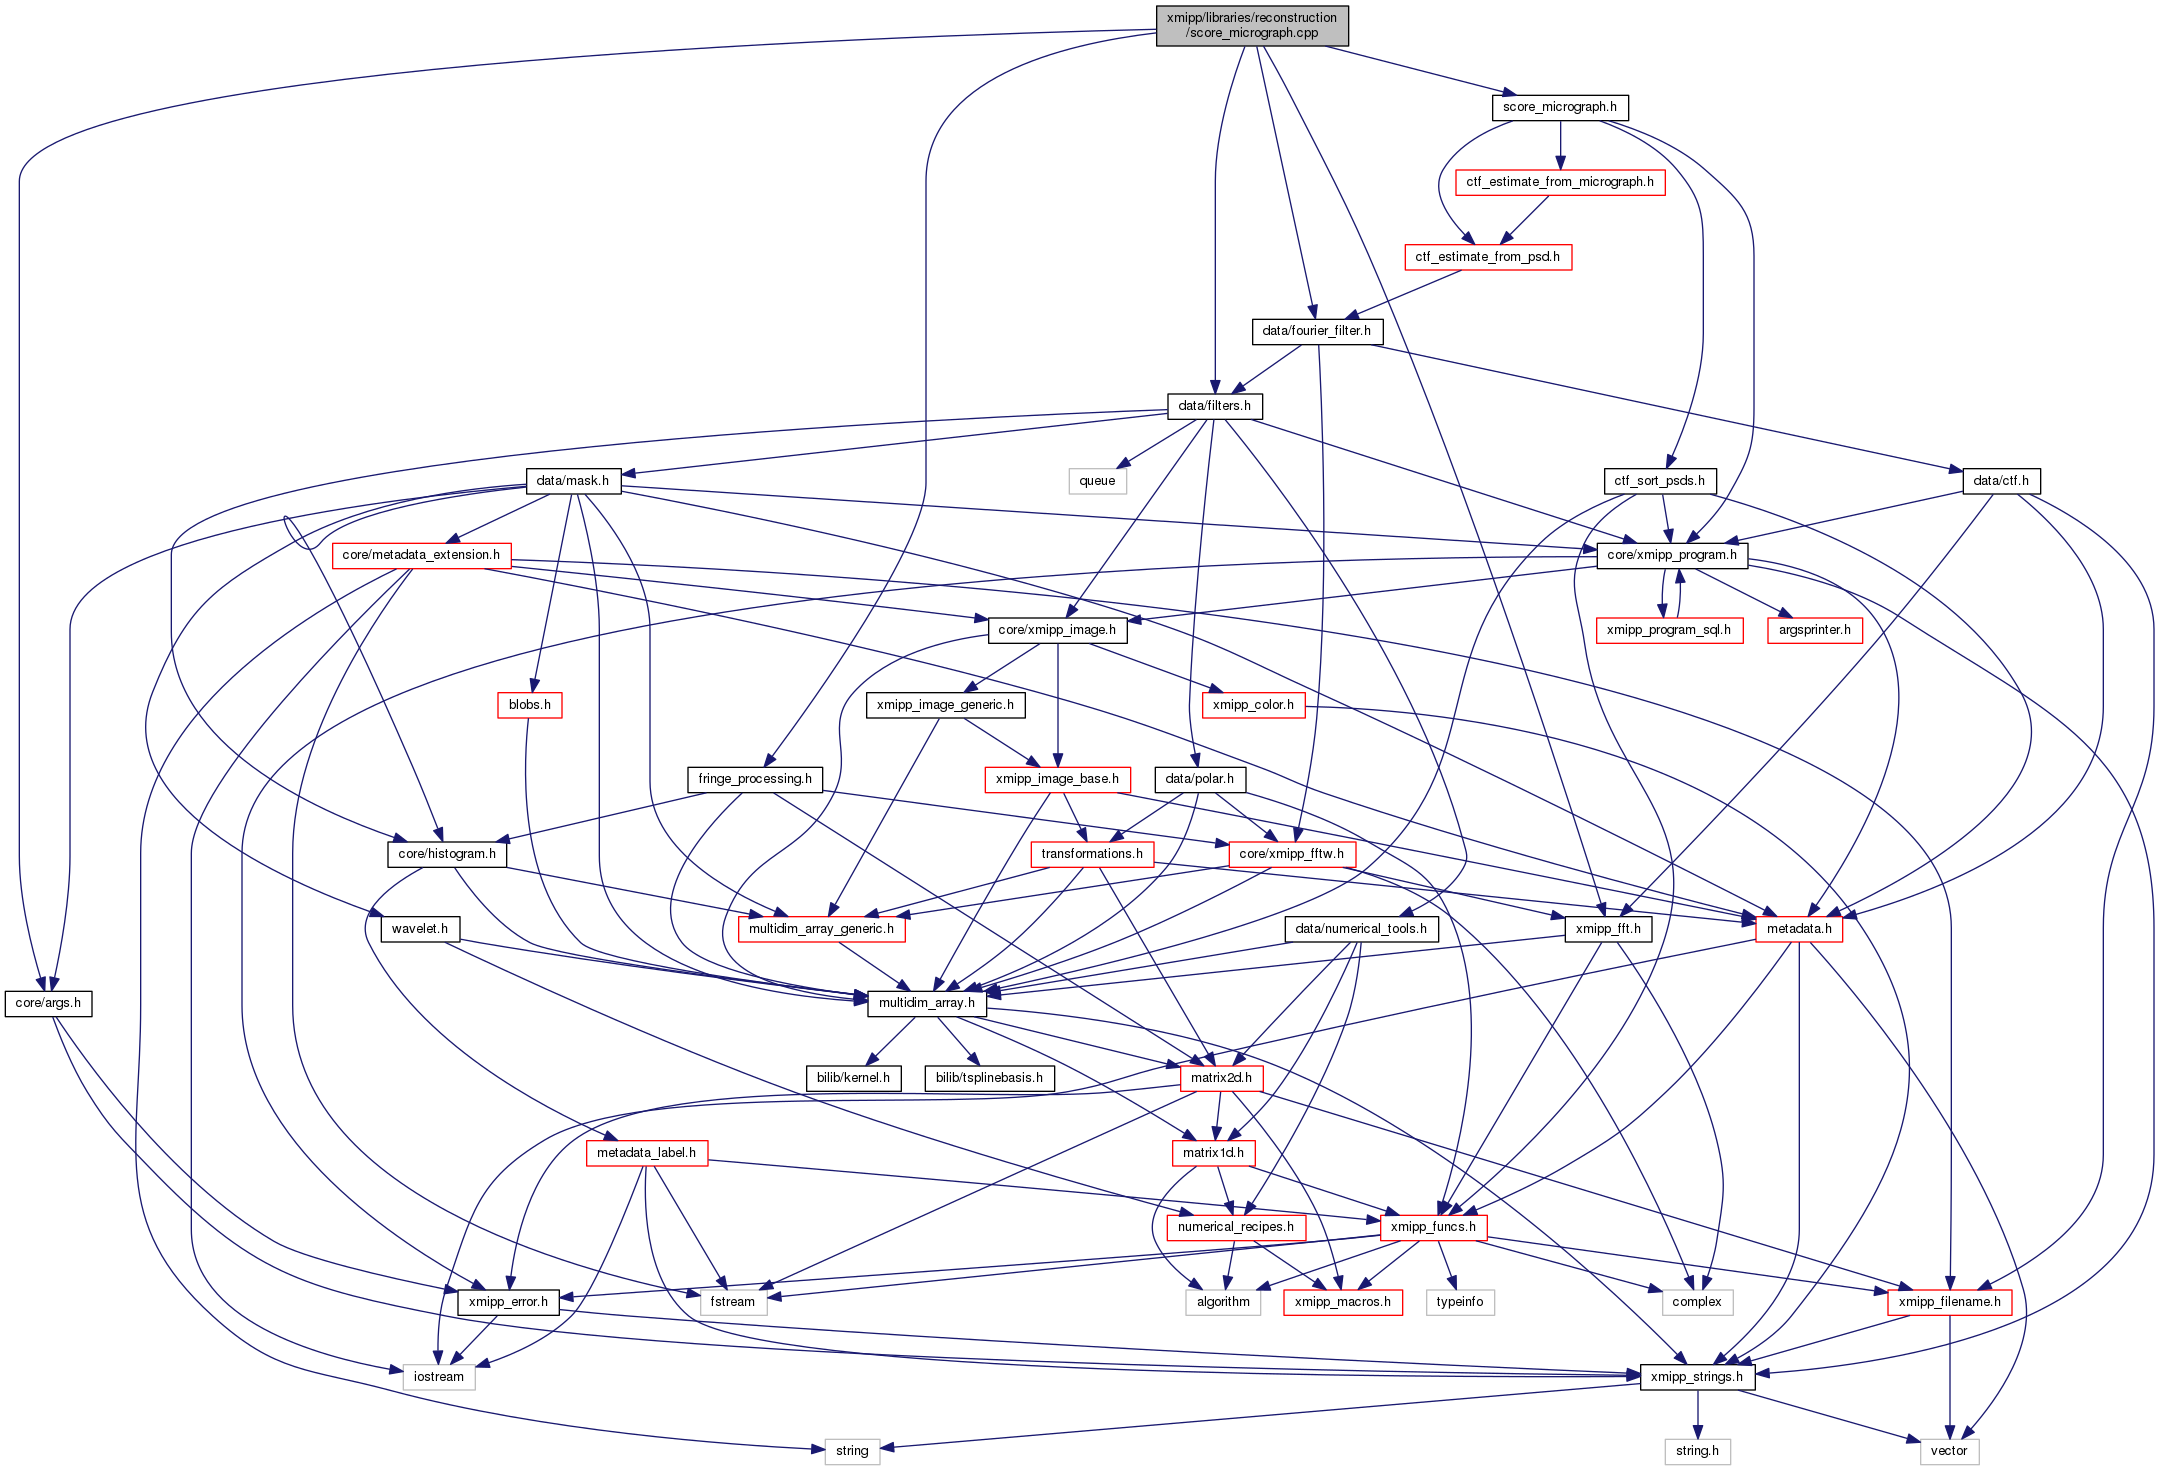 xmipp/libraries/reconstruction
/score_micrograph.cpp
score_micrograph.h
ctf_estimate_from_micrograph.h
ctf_estimate_from_psd.h
data/fourier_filter.h
data/filters.h
data/mask.h
queue
ctf_sort_psds.h
data/ctf.h
core/metadata_extension.h
core/xmipp_program.h
core/xmipp_image.h
xmipp_program_sql.h
argsprinter.h
blobs.h
xmipp_image_generic.h
xmipp_color.h
fringe_processing.h
xmipp_image_base.h
data/polar.h
core/histogram.h
transformations.h
core/xmipp_fftw.h
wavelet.h
multidim_array_generic.h
data/numerical_tools.h
xmipp_fft.h
metadata.h
core/args.h
multidim_array.h
bilib/kernel.h
bilib/tsplinebasis.h
matrix2d.h
metadata_label.h
matrix1d.h
numerical_recipes.h
xmipp_funcs.h
xmipp_error.h
fstream
algorithm
xmipp_macros.h
typeinfo
complex
xmipp_filename.h
iostream
xmipp_strings.h
string
string.h
vector